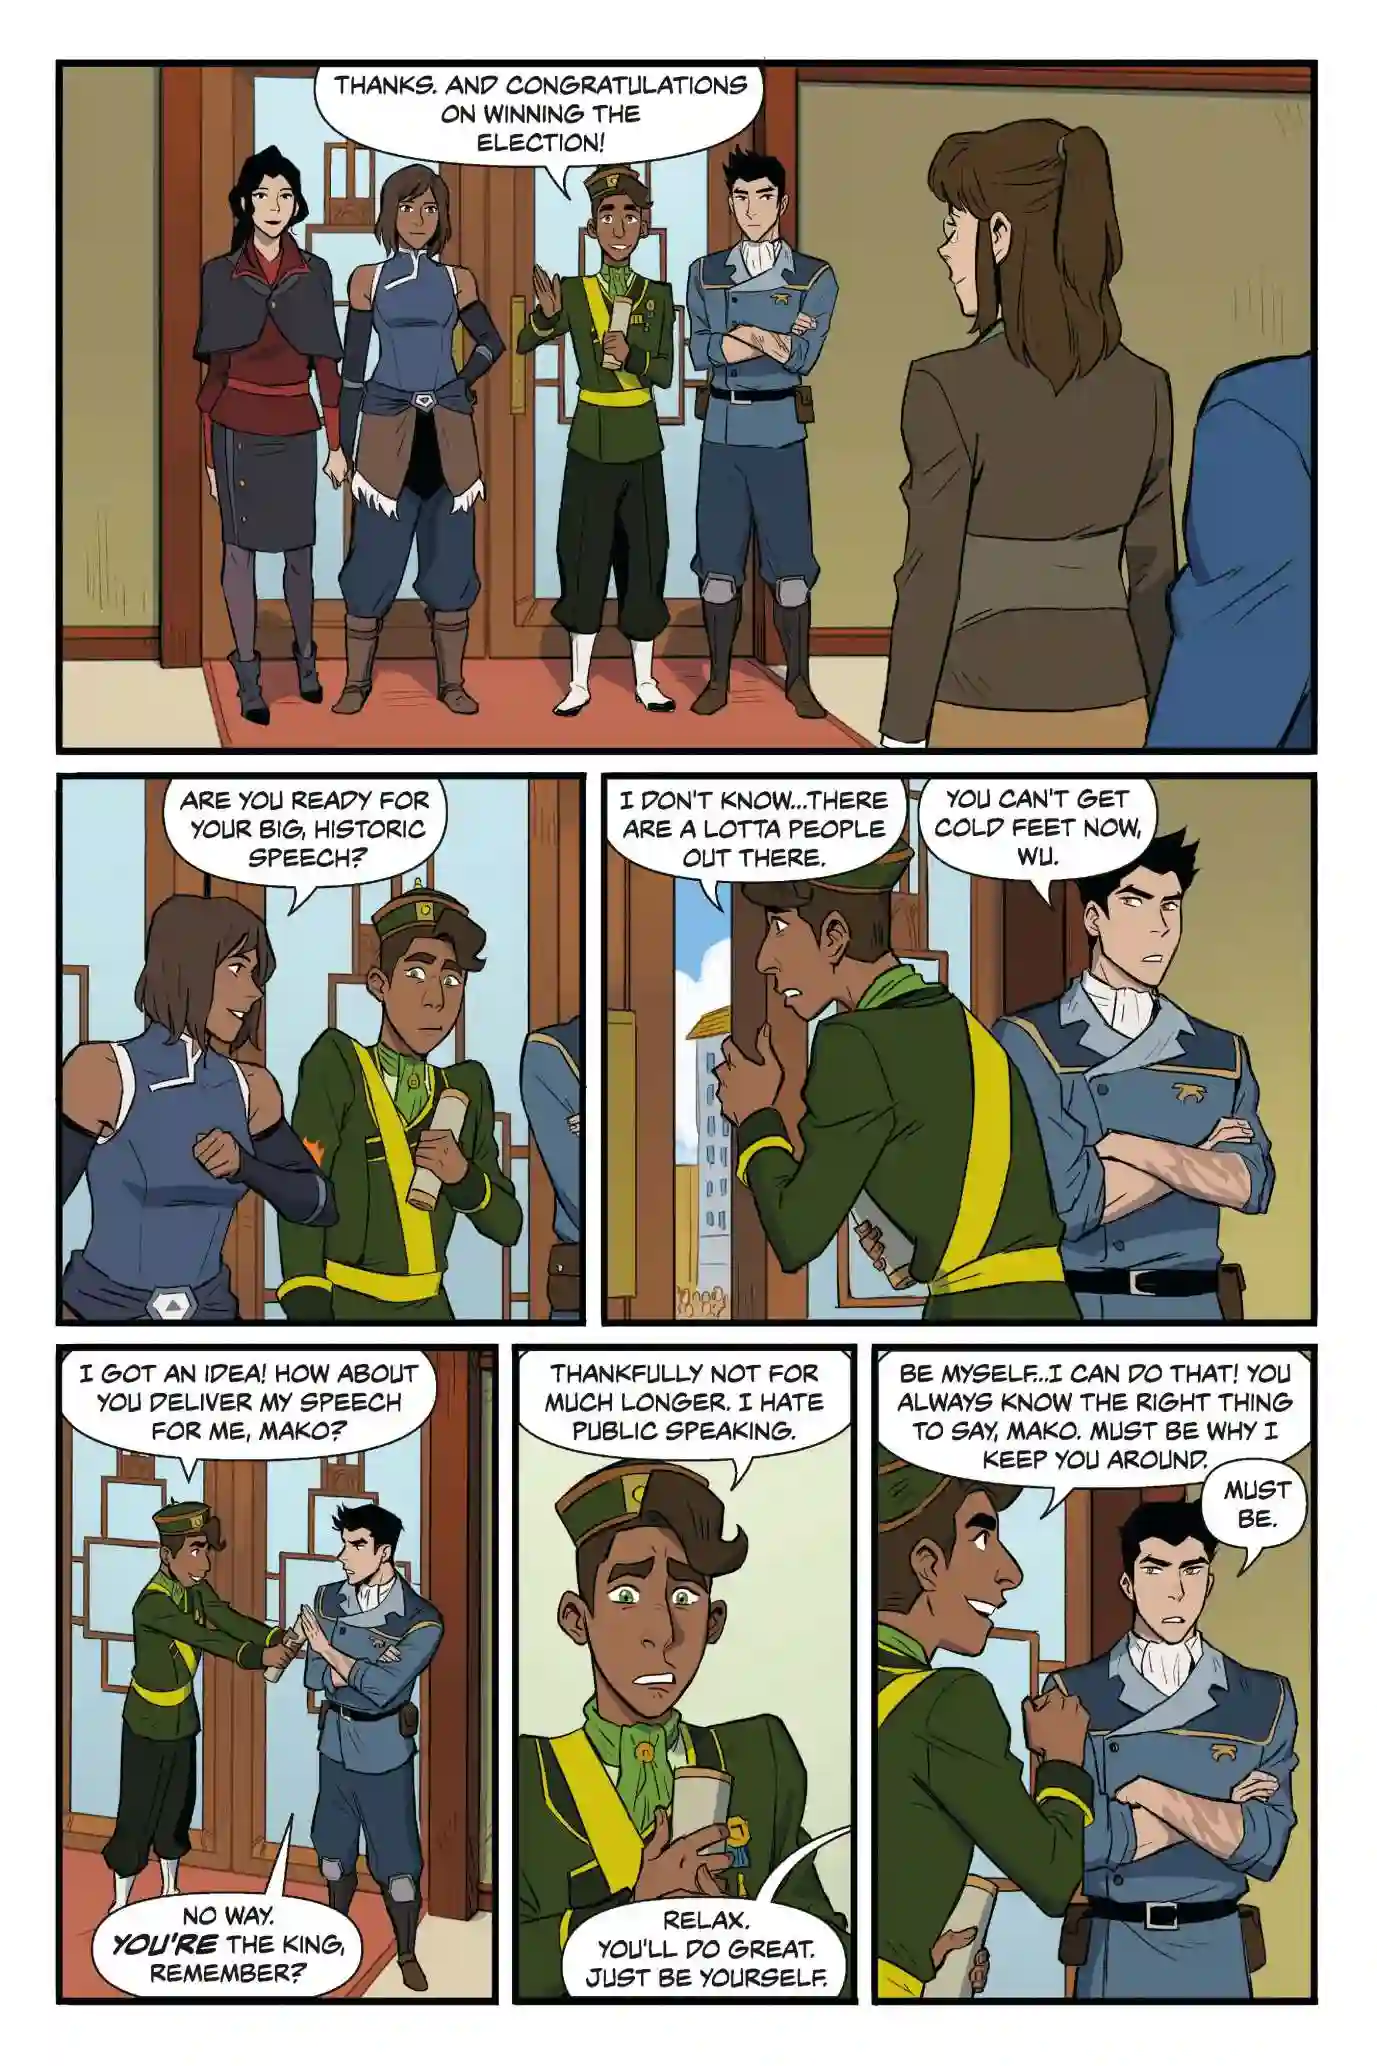 THANKS. AND CONGRATULATIONS
ON WINNING THE
ELECTION!
ARE YOU READY FOR
YOUR BIG, HISTORIC
SPEECH?
I DON'T KNOW...THERE
ARE A LOTTA PEOPLE
OUT THERE.
YOU CAN'T GET
COLD FEET NOW,
WU.
I GOT AN IDEA! HOW ABOUT
YOU DELIVER MY SPEECH
FOR ME, MAKO?
NO WAY.
YOU'RE THE KING,
REMEMBER?
THANKFULLY NOT FOR
MUCH LONGER. I HATE
PUBLIC SPEAKING.
RELAX.
YOU'LL DO GREAT.
JUST BE YOURSELF.
BE MYSELF...I CAN DO THAT! YOU
ALWAYS KNOW THE RIGHT THING
TO SAY, MAKO. MUST BE WHY I
KEEP YOU AROUND.
MUST
BE.